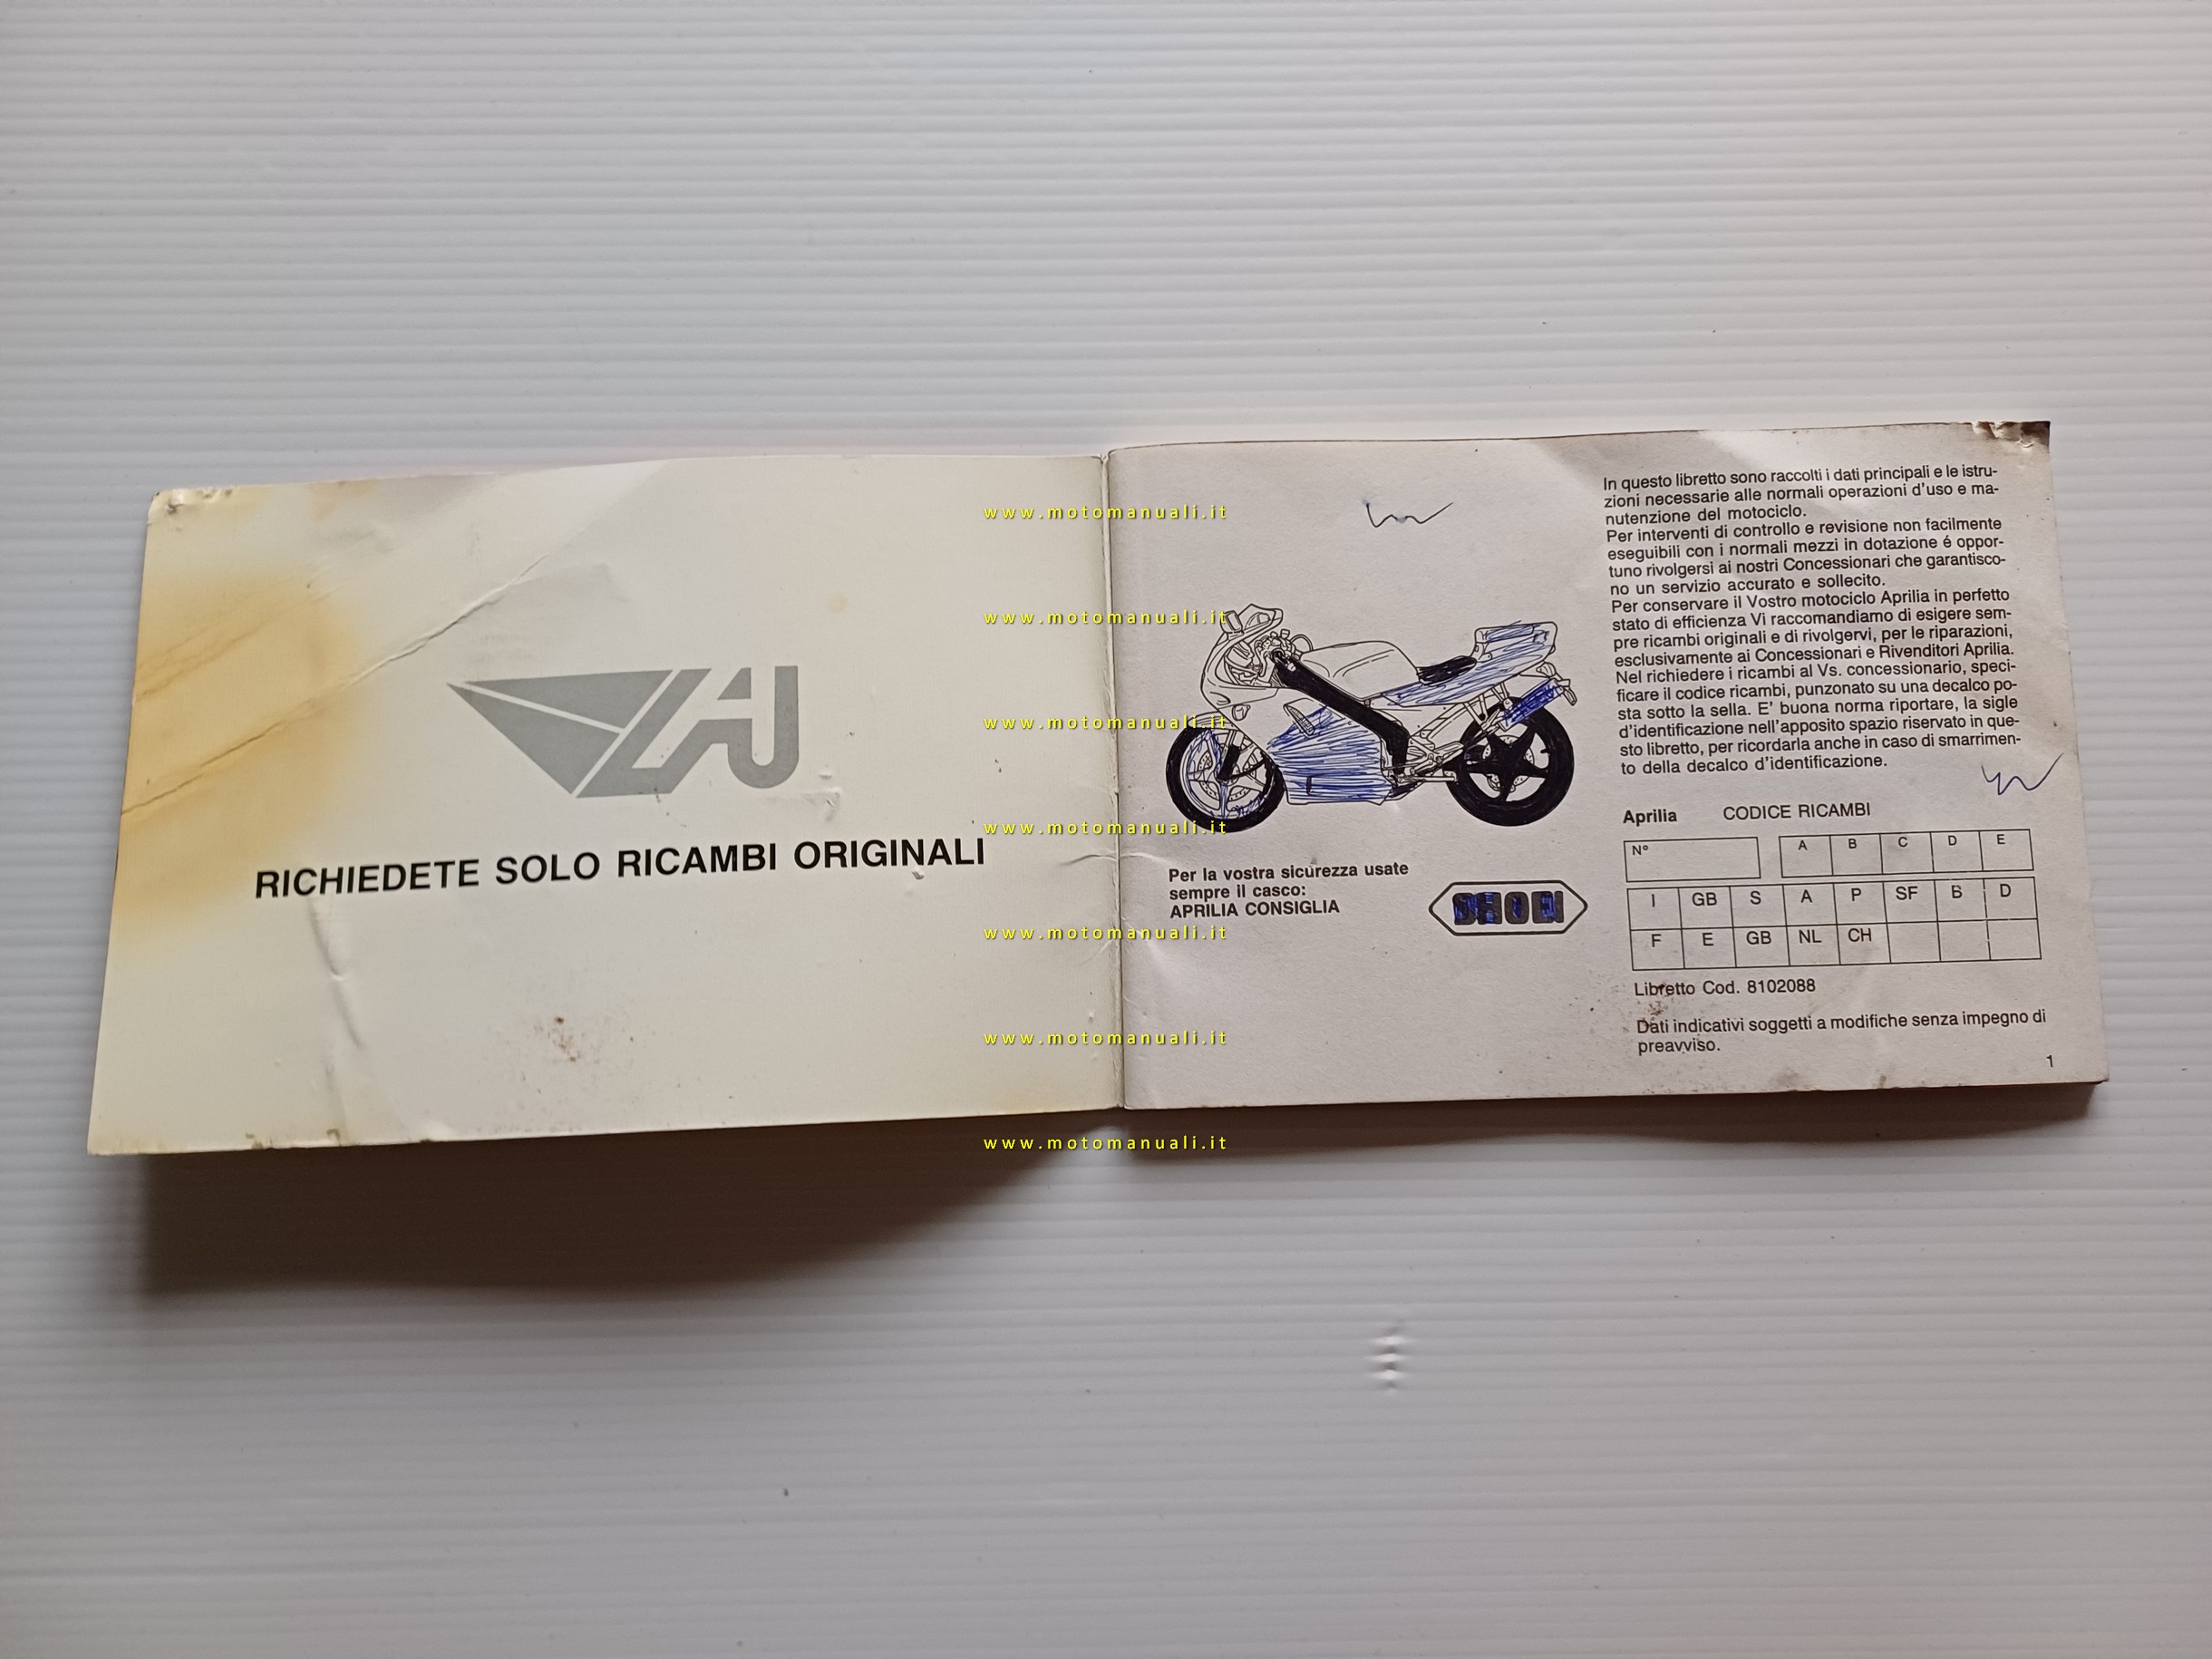 RICHIEDETE SOLO RICAMBI ORIGINALI
Per la vostra sicurezza usate
sempre il casco:
APRILIA CONSIGLIA
SHOEI
In questo libretto sono raccolti i dati principali e le istru-
zioni necessarie alle normali operazioni d'uso e ma-
nutenzione del motociclo.
Per interventi di controllo e revisione non facilmente
eseguibili con i normali mezzi in dotazione é oppor-
tuno rivolgersi ai nostri Concessionari che garantisco-
no un servizio accurato e sollecito.
Per conservare il Vostro motociclo Aprilia in perfetto
stato di efficienza Vi raccomandiamo di esigere sem-
pre ricambi originali e di rivolgervi, per le riparazioni,
esclusivamente ai Concessionari e Rivenditori Aprilia.
Nel richiedere i ricambi al Vs. concessionario, speci-
ficare il codice ricambi, punzonato su una decalco po-
sta sotto la sella. E' buona norma riportare, la sigle
d'identificazione nell'apposito spazio riservato in que-
sto libretto, per ricordarla anche in caso di smarrimen-
to della decalco d'identificazione.
Aprilia CODICE RICAMBI
N° A B C D E
I GB S A P SF B D
F E GB NL CH
Libretto Cod. 8102088
Dati indicativi soggetti a modifiche senza impegno di
preavviso.
1
www.motomanuali.it
www.motomanuali.it
www.motomanuali.it
www.motomanuali.it
www.motomanuali.it
www.motomanuali.it
www.motomanuali.it